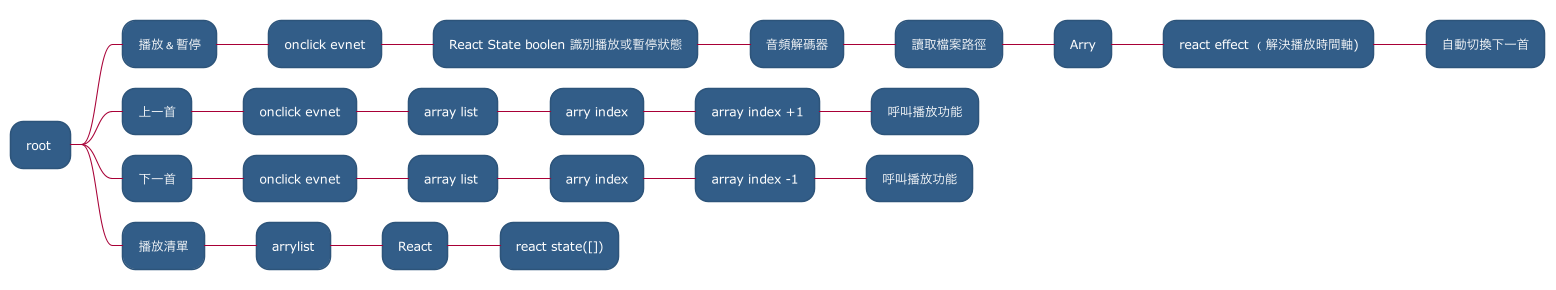 root
播放 & 暫停
onclick evnet
React State boolen 識別播放或暫停狀態
音頻解碼器
讀取檔案路徑
Arry
react effect （解決播放時間軸)
自動切換下一首
上一首
onclick evnet
array list
arry index
array index +1
呼叫播放功能
下一首
onclick evnet
array list
arry index
array index -1
呼叫播放功能
播放清單
arrylist
React
react state([])